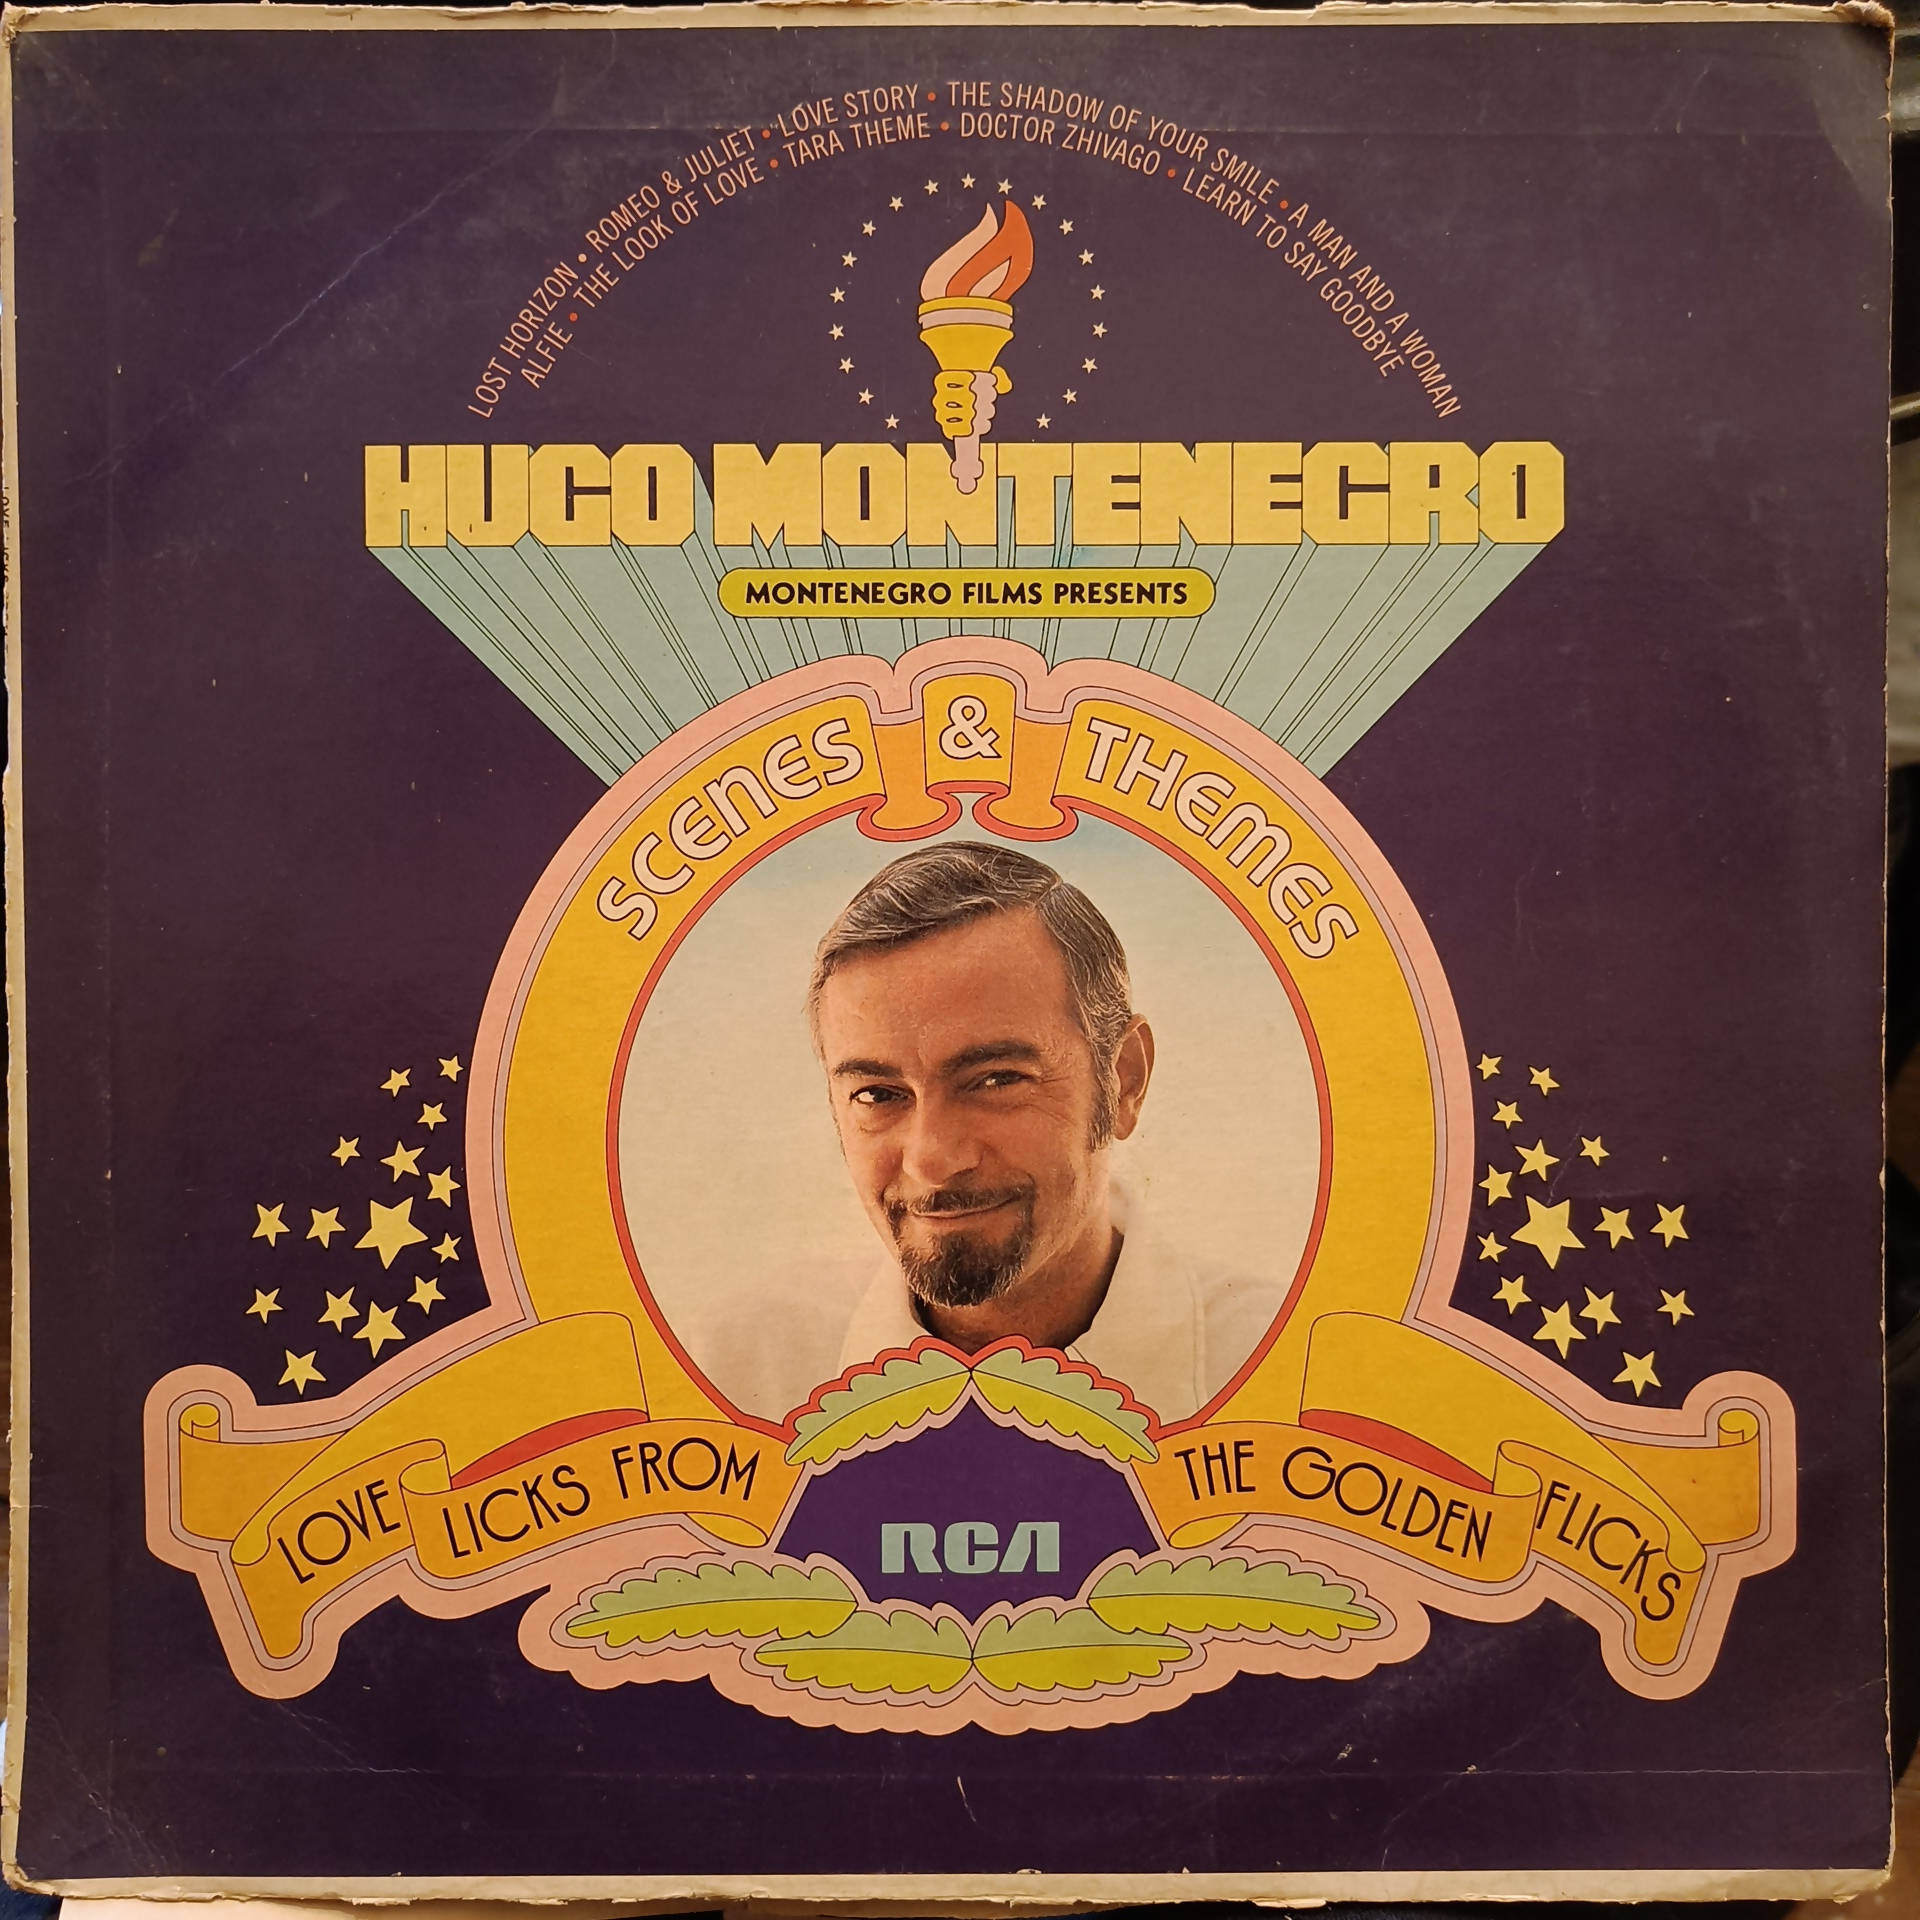 LOST HORIZON • ROMEO & JULIET • LOVE STORY • THE SHADOW OF YOUR SMILE • A MAN AND A WOMAN
ALFIE • THE LOOK OF LOVE • TARA THEME • DOCTOR ZHIVAGO • LEARN TO SAY GOODBYE
HUGO MONTENEGRO
MONTENEGRO FILMS PRESENTS
SCENES & THEMES
LOVE LICKS FROM THE GOLDEN FLICKS
RCA